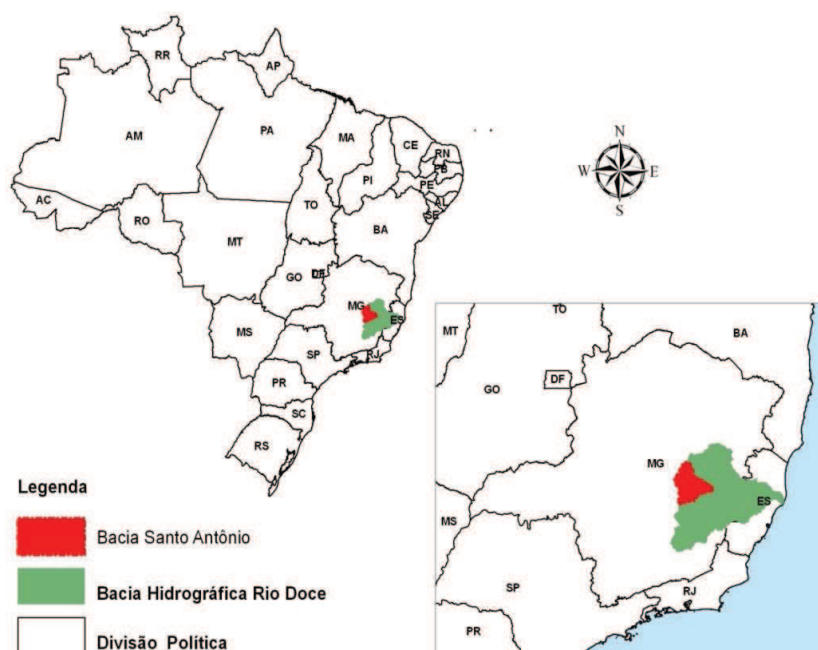 RR
AP
AM
PA
MA
CE
RN
PB
PE
PI
AL
SE
AC
RO
TO
MT
BA
GO
DF
MG
ES
MS
SP
RJ
PR
SC
RS
N
W
E
S
TO
MT
BA
GO
DF
MG
ES
MS
SP
RJ
PR
Legenda
Bacia Santo Antônio
Bacia Hidrográfica Rio Doce
Divisão Politica